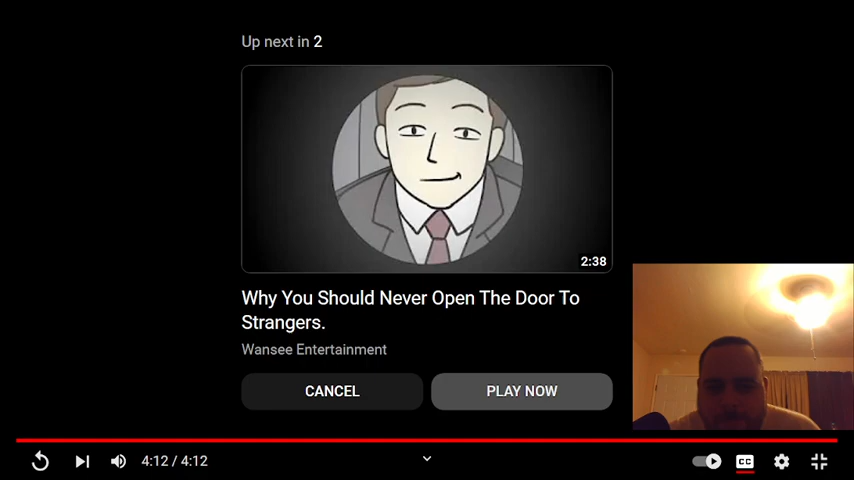 Up next in 2
2:38
Why You Should Never Open The Door To
Strangers.
Wansee Entertainment
CANCEL
PLAY NOW
4:12 / 4:12
CC